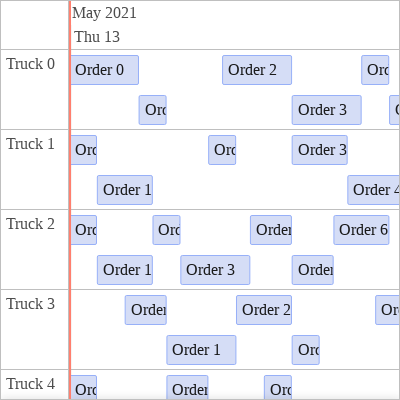 May 2021
Thu 13
Truck 0
Order 0
Order 2
Orc
Orc
Order 3
Truck 1
Orc
Orc
Order 3
Order 1
Order 4
Truck 2
Orc
Orc
Order
Order 6
Order 1
Order 3
Order
Truck 3
Order
Order 2
Or
Order 1
Orc
Truck 4
Orc
Order
Orc